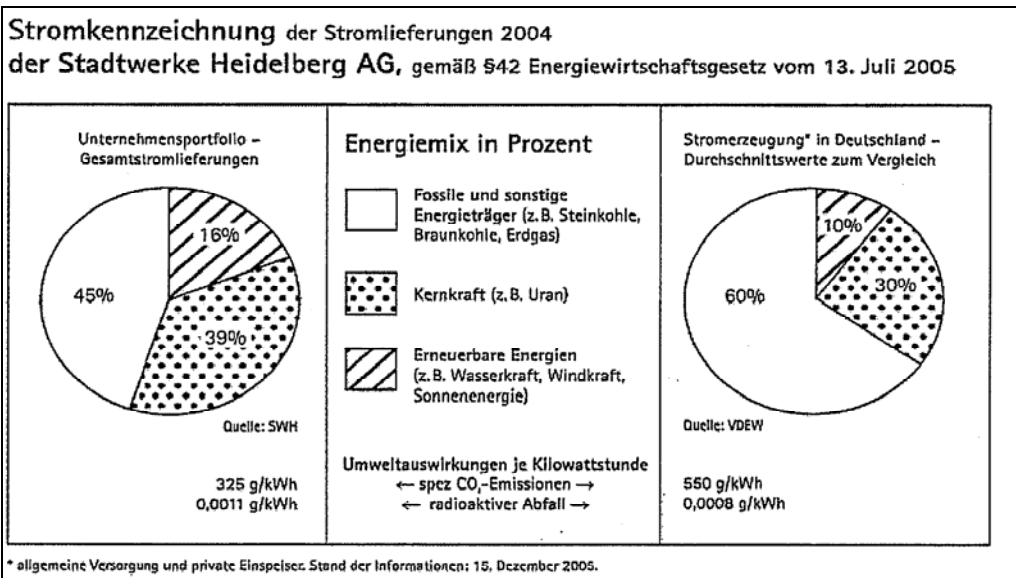 Stromkennzeichnung der Stromlieferungen 2004
der Stadtwerke Heidelberg AG, gemäß §42 Energiewirtschaftsgesetz vom 13. Juli 2005
Unternehmensportfolio –
Gesamtstromlieferungen
16%
45%
39%
Quelle: SWH
325 g/kWh
0,0011 g/kWh
Energiemix in Prozent
Fossile und sonstige
Energieträger (z.B. Steinkohle,
Braunkohle, Erdgas)
Kernkraft (z.B. Uran)
Erneuerbare Energien
(z.B. Wasserkraft, Windkraft,
Sonnenenergie)
Umweltauswirkungen je Kilowattstunde
← spez CO₂-Emissionen →
← radioaktiver Abfall →
Stromerzeugung* in Deutschland –
Durchschnittswerte zum Vergleich
10%
60%
30%
Quelle: VDEW
550 g/kWh
0,0008 g/kWh
* allgemeine Versorgung und private Einspeiser. Stand der Informationen: 15. Dezember 2005.